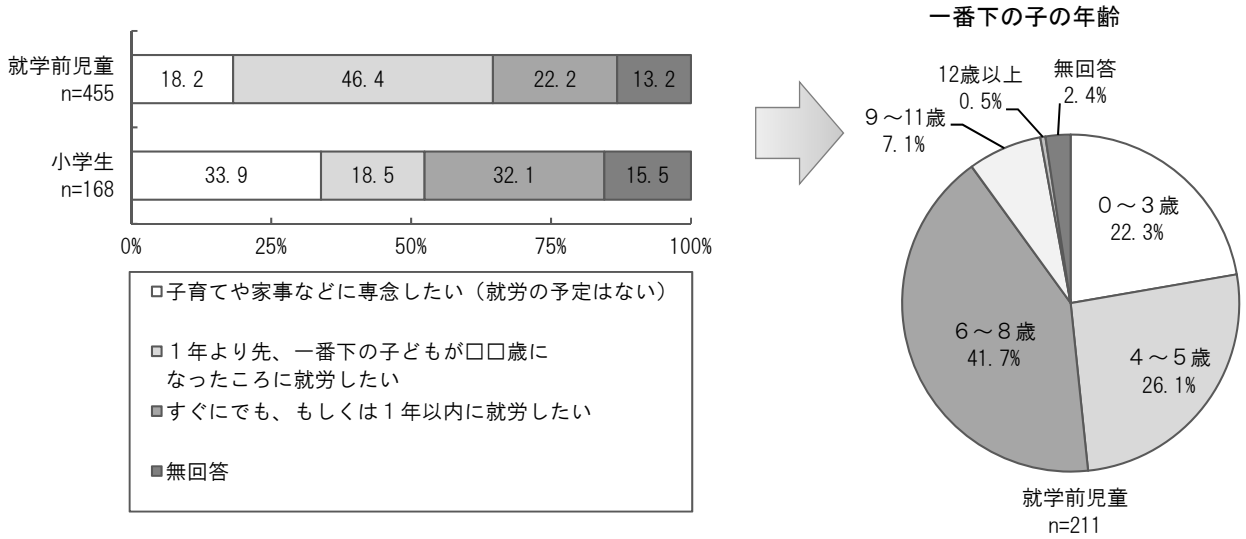 就学前児童
n=455
18.2
46.4
22.2
13.2
小学生
n=168
33.9
18.5
32.1
15.5
0%
25%
50%
75%
100%
□子育てや家事などに専念したい（就労の予定はない）
１年より先、一番下の子どもが□□歳に
なったころに就労したい
すぐにでも、もしくは１年以内に就労したい
無回答
一番下の子の年齢
12歳以上
0.5%
無回答
2.4%
９～11歳
7.1%
０～３歳
22.3%
６～８歳
41.7%
４～５歳
26.1%
就学前児童
n=211